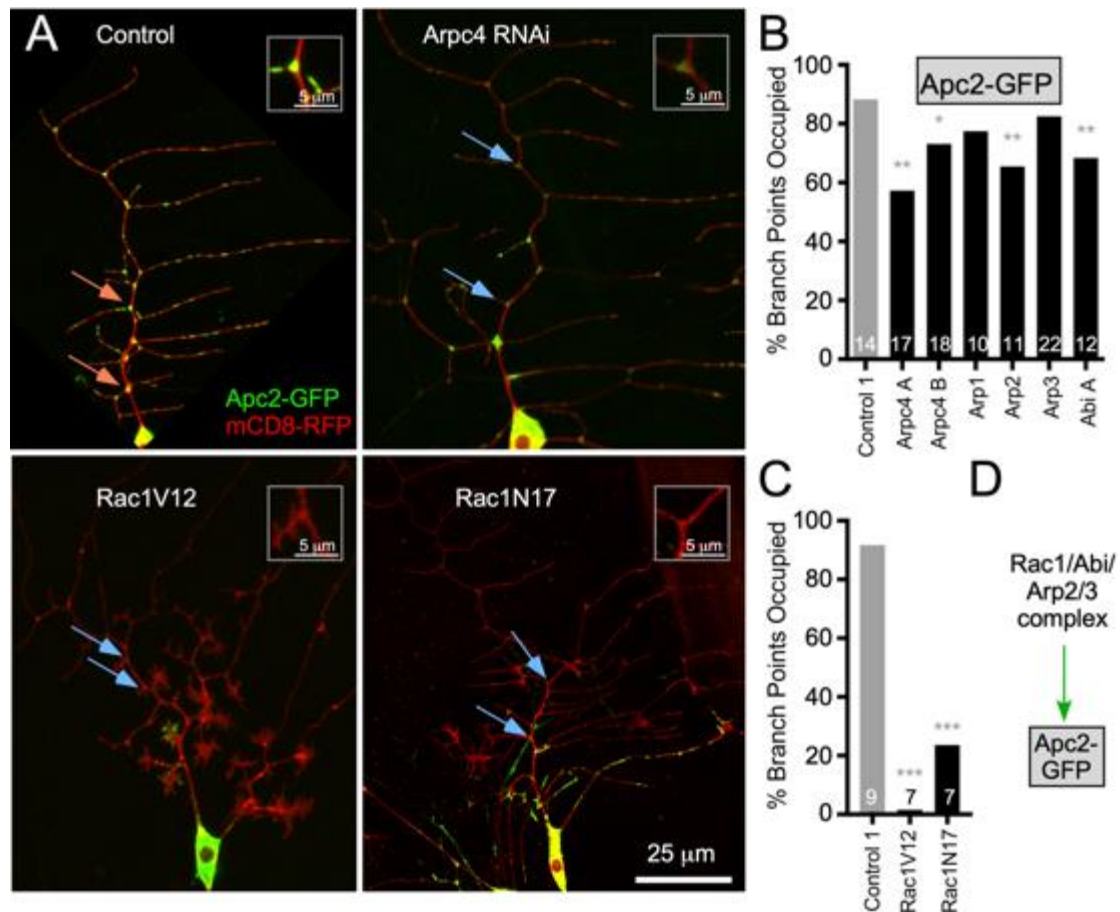 A
Control
5 µm
Apc2-GFP
mCD8-RFP
Arpc4 RNAi
5 µm
Rac1V12
5 µm
Rac1N17
5 µm
25 µm
B
Apc2-GFP
% Branch Points Occupied
100
80
60
40
20
0
*
**
**
**
14
17
18
10
11
22
12
Control 1
Arpc4 A
Arpc4 B
Arp1
Arp2
Arp3
Abi A
C
% Branch Points Occupied
100
80
60
40
20
0
***
***
9
7
7
Control 1
Rac1V12
Rac1N17
D
Rac1/Abi/
Arp2/3
complex
Apc2-
GFP